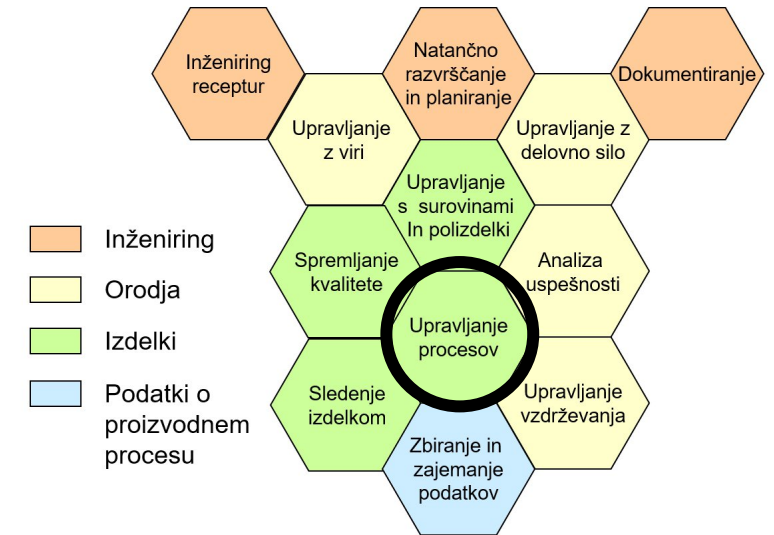 Inženiring
receptur
Natančno
razvrščanje
in planiranje
Dokumentiranje
Upravljanje
z viri
Upravljanje z
delovno silo
Upravljanje
s surovinami
In polizdelki
Spremljanje
kvalitete
Analiza
uspešnosti
Upravljanje
procesov
Sledenje
izdelkom
Upravljanje
vzdrževanja
Zbiranje in
zajemanje
podatkov
Inženiring
Orodja
Izdelki
Podatki o
proizvodnem
procesu